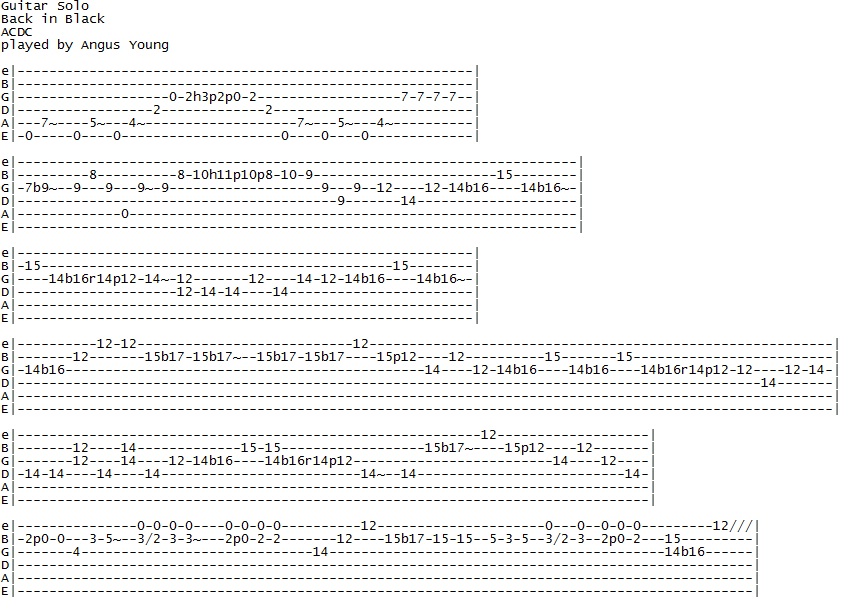 Guitar Solo
Back in Black
ACDC
played by Angus Young
e|---------------------------------------------------------|
B|---------------------------------------------------------|
G|-------------------0-2h3p2p0-2------------------7-7-7-7--|
D|-----------------2-------------2-------------------------|
A|---7~----5~---4~-------------------7~---5~---4~----------|
E|-0-----0----0--------------------0----0----0-------------|
e|----------------------------------------------------------------------|
B|---------8----------8-10h11p10p8-10-9-----------------------15--------|
G|-7b9~--9---9---9~-9-------------------9---9--12----12-14b16----14b16~-|
D|----------------------------------------9-------14--------------------|
A|-------------0--------------------------------------------------------|
E|----------------------------------------------------------------------|
e|---------------------------------------------------------|
B|-15--------------------------------------------15--------|
G|----14b16r14p12-14~-12-------12----14-12-14b16----14b16~-|
D|--------------------12-14-14----14-----------------------|
A|---------------------------------------------------------|
E|---------------------------------------------------------|
e|----------12-12---------------------------12----------------------------------------------------------|
B|-------12-------15b17-15b17~--15b17-15b17----15p12----12----------15-------15-------------------------|
G|-14b16---------------------------------------------14----12-14b16----14b16----14b16r14p12-12----12-14-|
D|---------------------------------------------------------------------------------------------14-------|
A|------------------------------------------------------------------------------------------------------|
E|------------------------------------------------------------------------------------------------------|
e|----------------------------------------------------------12-------------------|
B|-------12----14-------------15-15------------------15b17~----15p12----12-------|
G|-------12----14----12-14b16----14b16r14p12-------------------------14----12----|
D|-14-14----14----14-------------------------14~--14--------------------------14-|
A|-------------------------------------------------------------------------------|
E|-------------------------------------------------------------------------------|
e|---------------0-0-0-0----0-0-0-0----------12---------------------0---0--0-0-0---------12///|
B|-2p0-0---3-5~--3/2-3-3~---2p0-2-2-------12----15b17-15-15--5-3-5--3/2-3--2p0-2---15---------|
G|-------4-----------------------------14------------------------------------------14b16------|
D|--------------------------------------------------------------------------------------------|
A|--------------------------------------------------------------------------------------------|
E|--------------------------------------------------------------------------------------------|